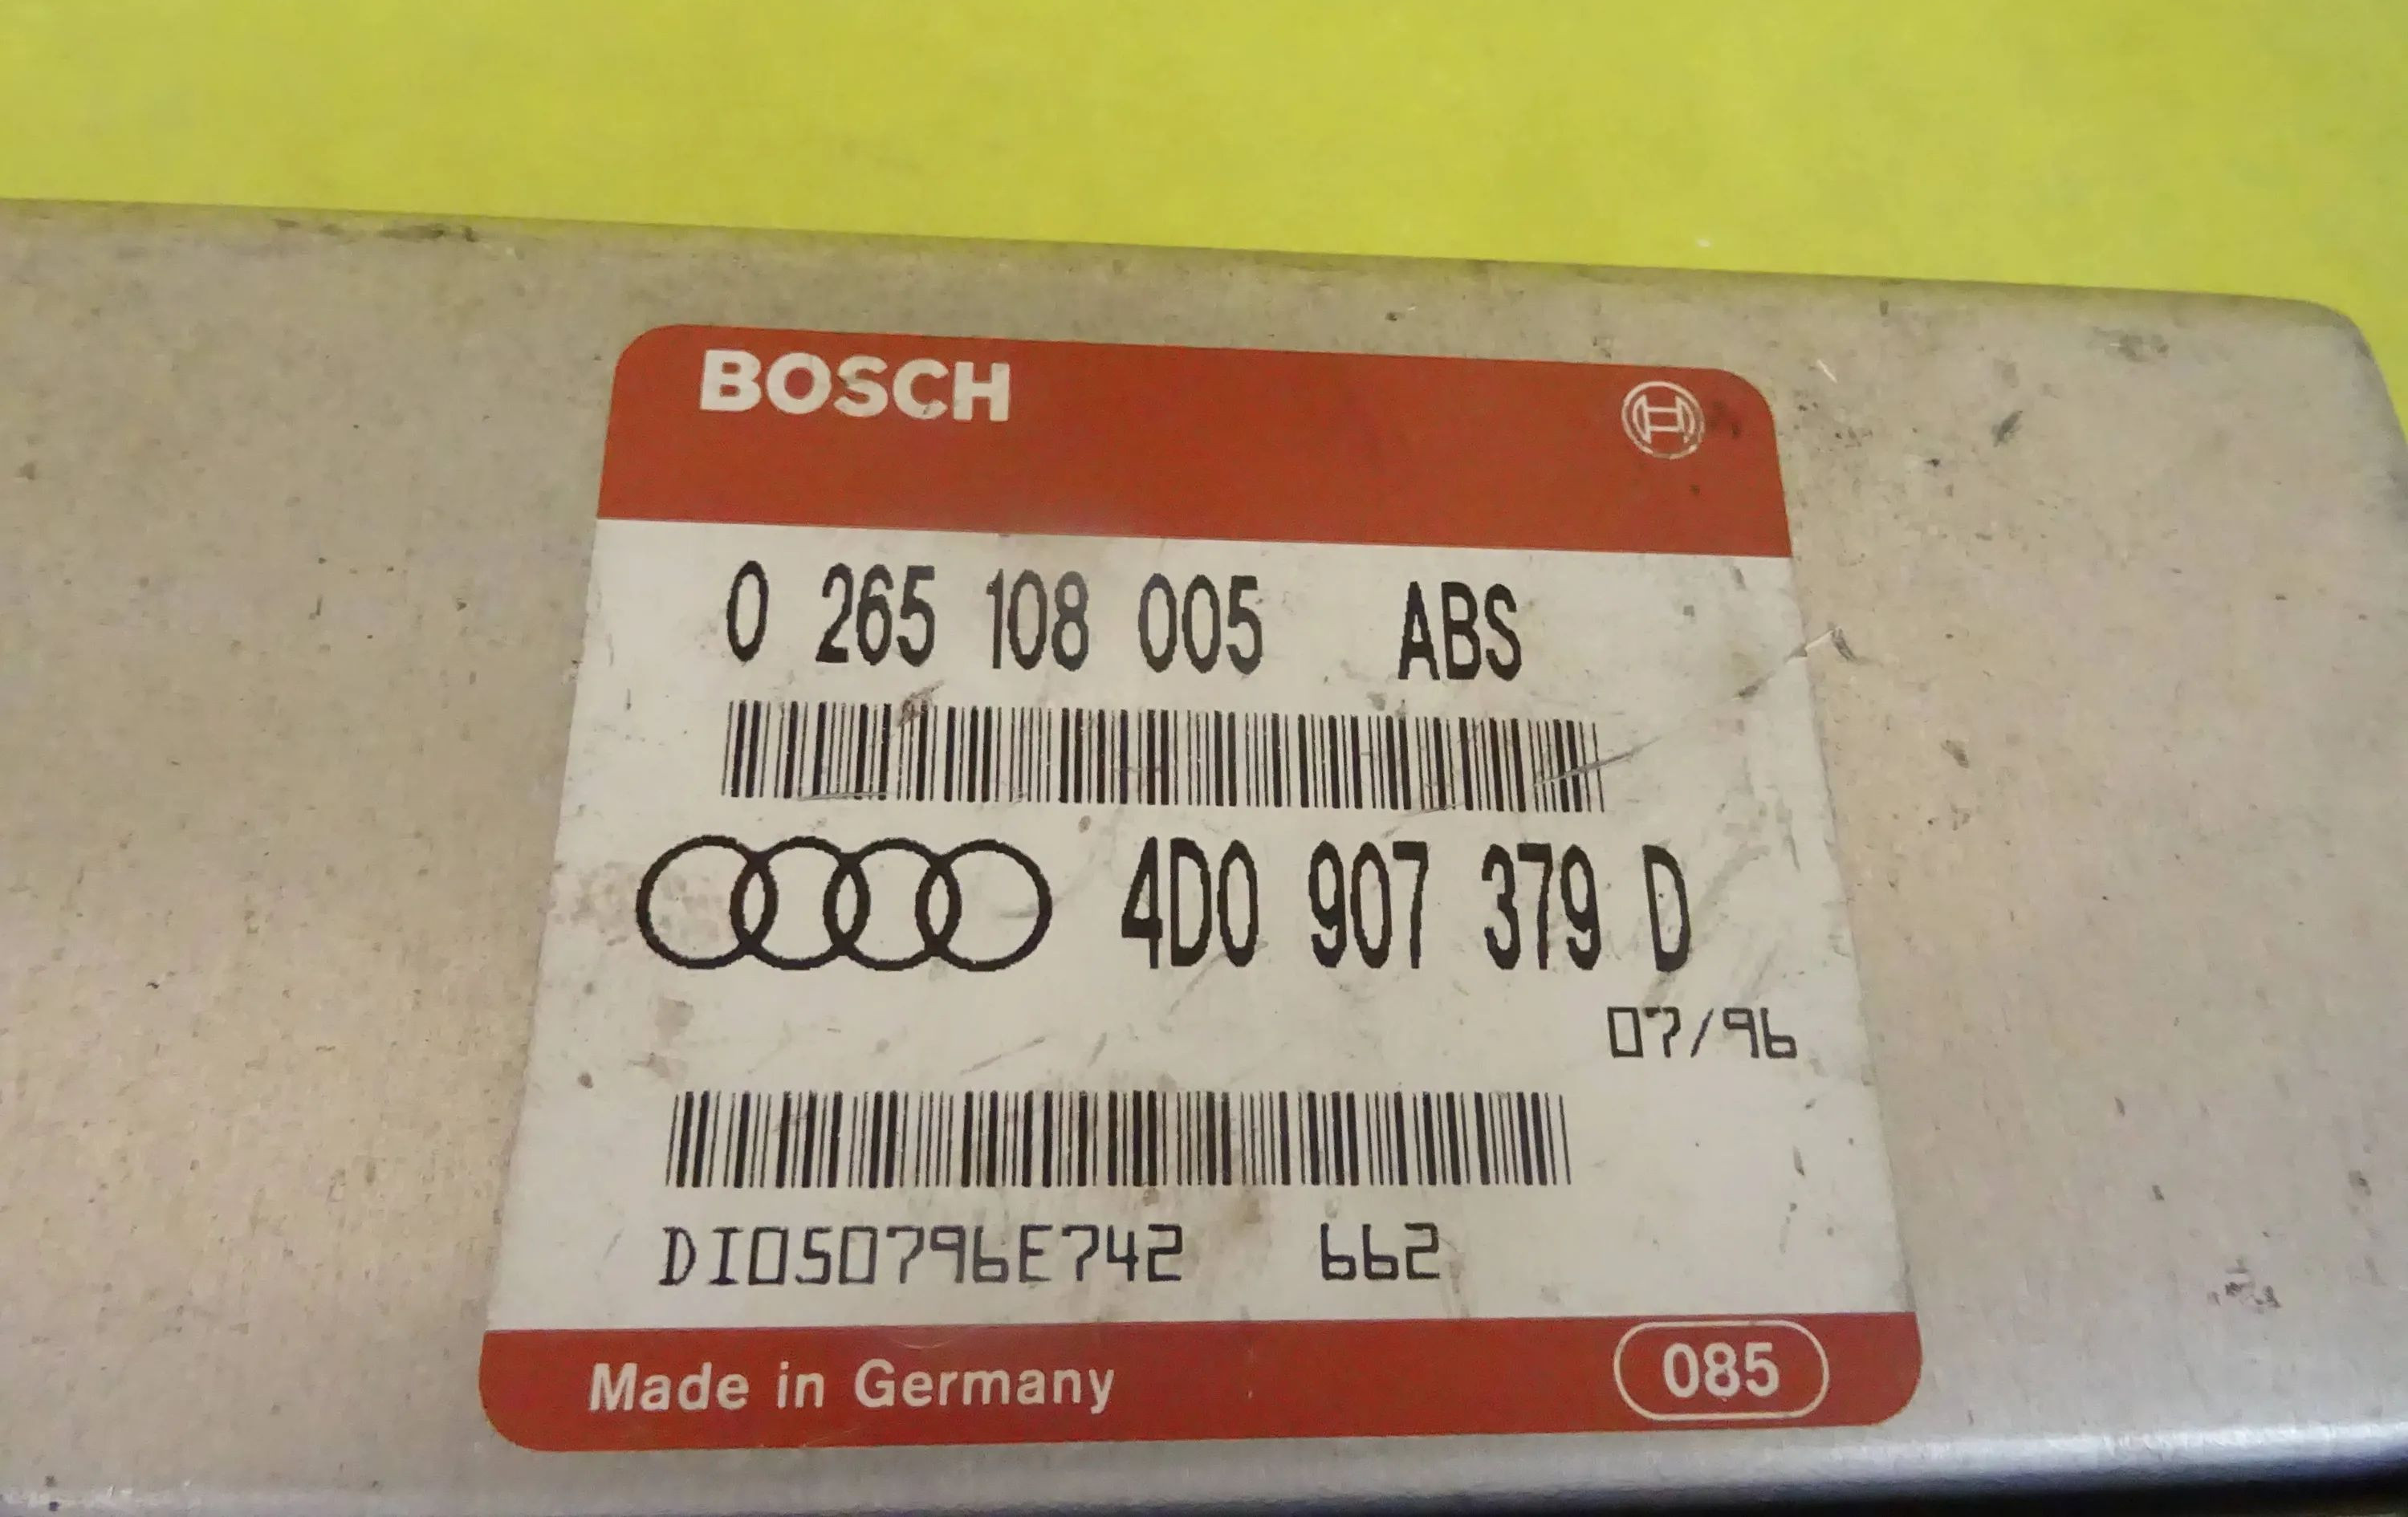 BOSCH
0 265 108 005 ABS
4D0 907 379 D
07/96
DI050796E742 662
Made in Germany 085